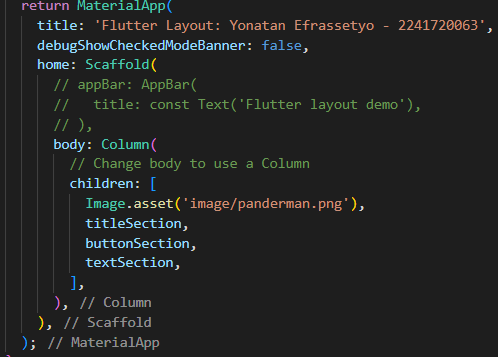 return MaterialApp(
title: 'Flutter Layout: Yonatan Efrassetyo - 2241720063',
debugShowCheckedModeBanner: false,
home: Scaffold(
// appBar: AppBar(
//   title: const Text('Flutter layout demo'),
// ),
body: Column(
// Change body to use a Column
children: [
Image.asset('image/panderman.png'),
titleSection,
buttonSection,
textSection,
],
), // Column
), // Scaffold
); // MaterialApp